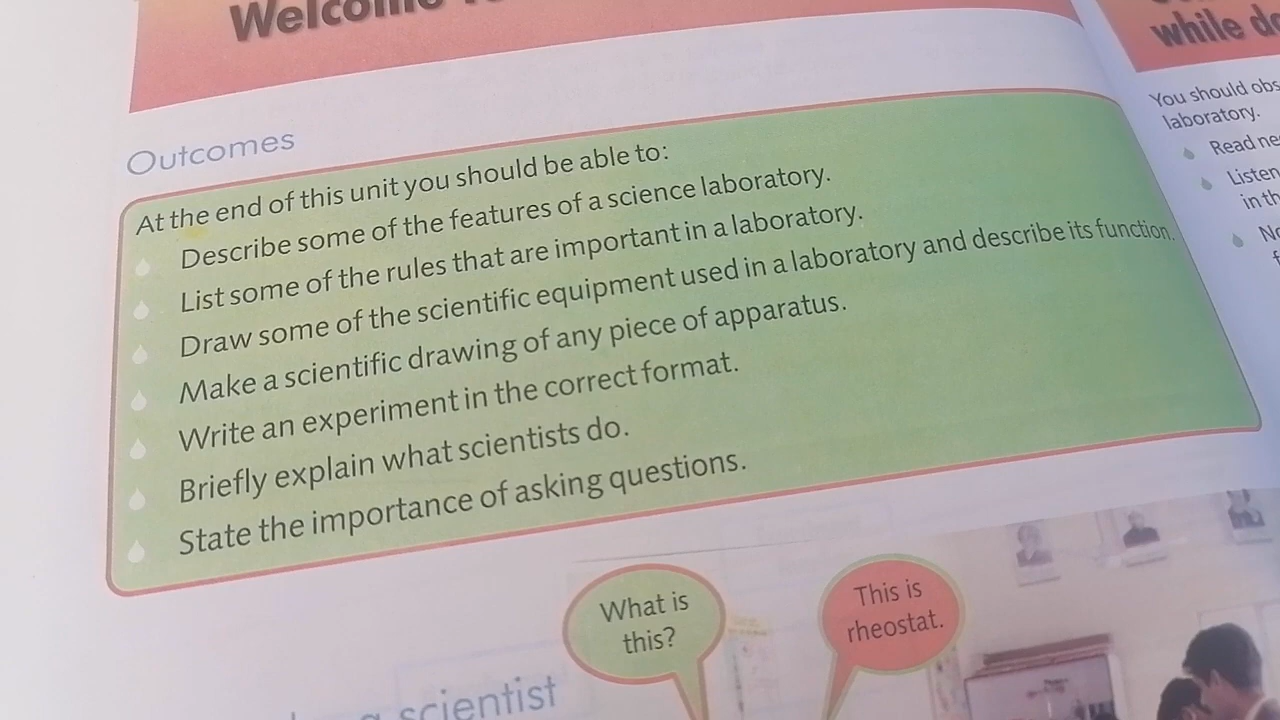 Welcome
Outcomes
At the end of this unit you should be able to:
Describe some of the features of a science laboratory.
List some of the rules that are important in a laboratory.
Draw some of the scientific equipment used in a laboratory and describe its function.
Make a scientific drawing of any piece of apparatus.
Write an experiment in the correct format.
Briefly explain what scientists do.
State the importance of asking questions.
What is
this?
This is
rheostat.
a scientist
while
You should
laboratory.
Read
Listen
in